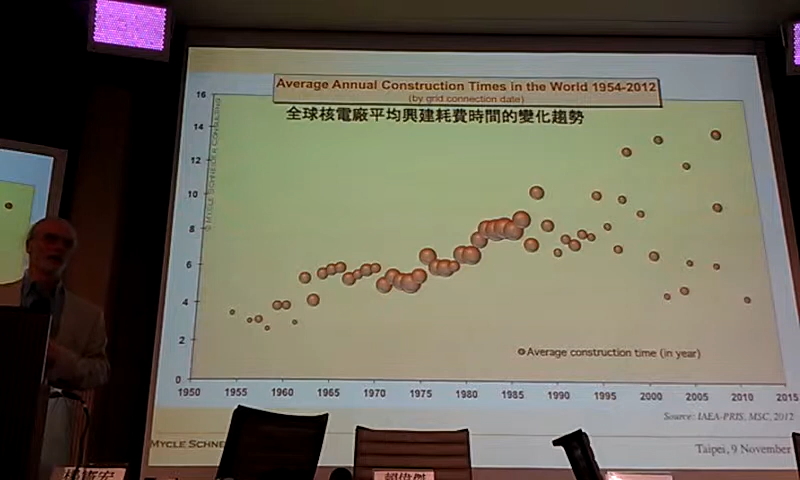 Average Annual Construction Times in the World 1954-2012
(by grid connection date)
全球核電廠平均興建耗費時間的變化趨勢
© MYCLE SCHNEIDER CONSULTING
16
14
12
10
8
6
4
2
0
1950 1955 1960 1965 1970 1975 1980 1985 1990 1995 2000 2005 2010 2015
Average construction time (in year)
Source: IAEA-PRIS, MSC, 2012
MYCLE SCHNE
Taipei, 9 November